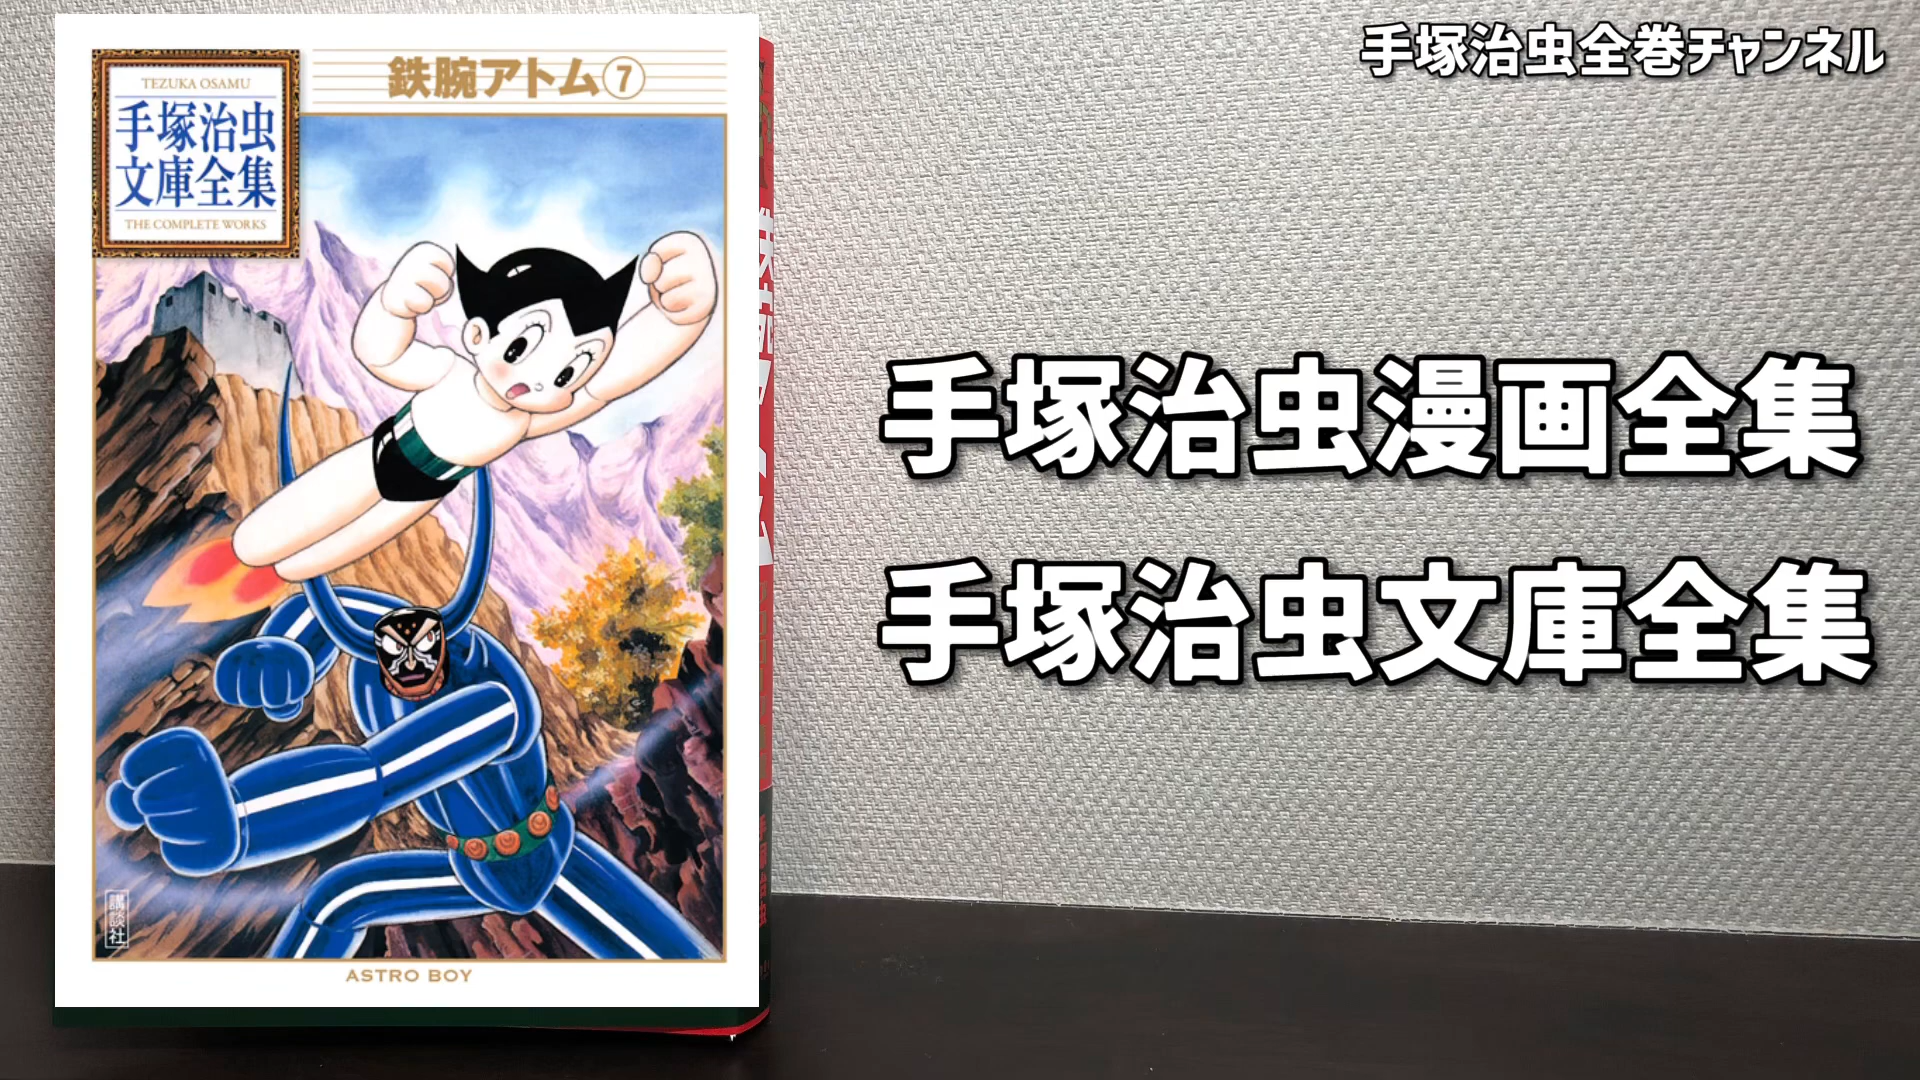 手塚治虫全巻チャンネル
鉄腕アトム⑦
TEZUKA OSAMU
手塚治虫
文庫全集
THE COMPLETE WORKS
講談社
ASTRO BOY
手塚治虫漫画全集
手塚治虫文庫全集